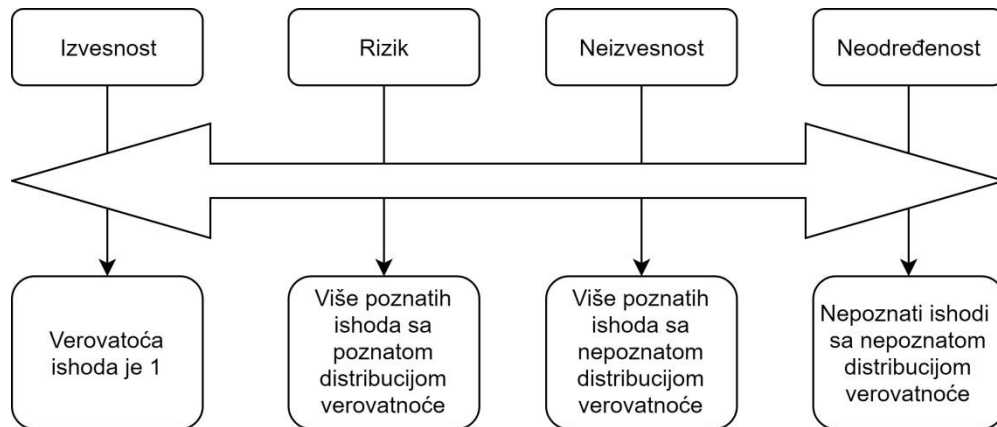 Izvesnost
Rizik
Neizvesnost
Neodređenost
Verovatoća
ishoda je 1
Više poznatih
ishoda sa
poznatom
distribucijom
verovatnoće
Više poznatih
ishoda sa
nepoznatom
distribucijom
verovatnoće
Nepoznati ishodi
sa nepoznatom
distribucijom
verovatnoće